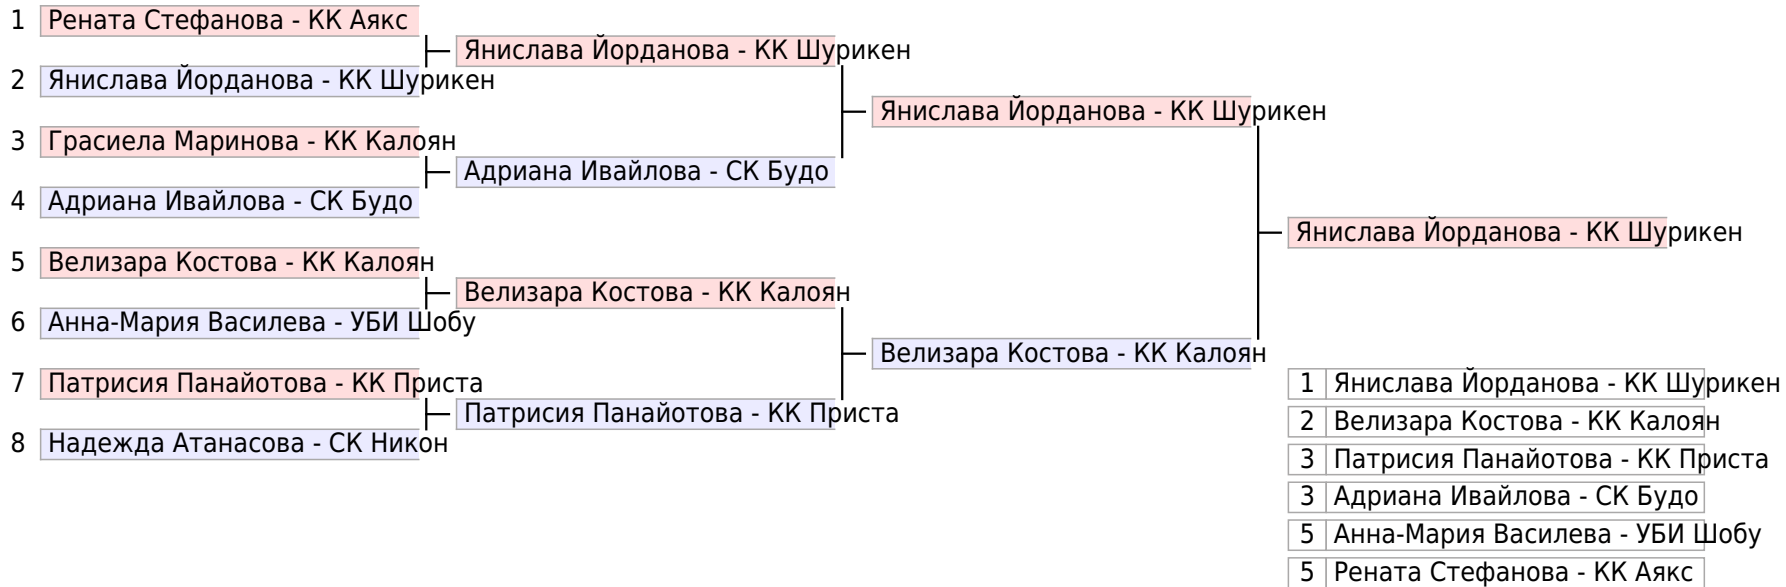 1 Рената Стефанова - КК Аякс
2 Янислава Йорданова - КК Шурикен
3 Грасиела Маринова - КК Калоян
4 Адриана Ивайлова - СК Будо
5 Велизара Костова - КК Калоян
6 Анна-Мария Василева - УБИ Шобу
7 Патрисия Панайотова - КК Приста
8 Надежда Атанасова - СК Никон
Янислава Йорданова - КК Шурикен
Адриана Ивайлова - СК Будо
Велизара Костова - КК Калоян
Патрисия Панайотова - КК Приста
Янислава Йорданова - КК Шурикен
Велизара Костова - КК Калоян
Янислава Йорданова - КК Шурикен
1 Янислава Йорданова - КК Шурикен
2 Велизара Костова - КК Калоян
3 Патрисия Панайотова - КК Приста
3 Адриана Ивайлова - СК Будо
5 Анна-Мария Василева - УБИ Шобу
5 Рената Стефанова - КК Аякс